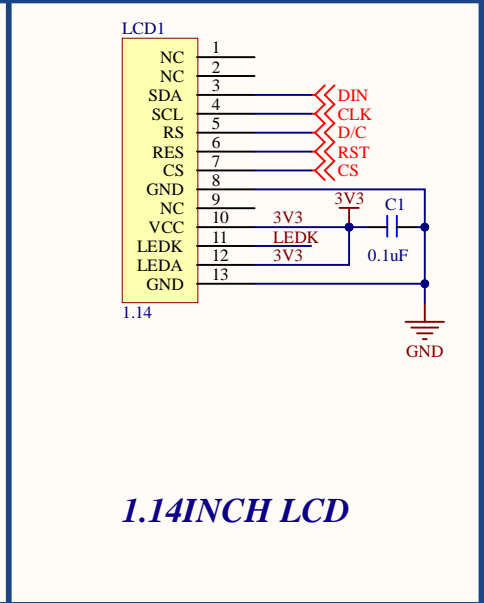 LCD1
NC 1
NC 2
SDA 3 DIN
SCL 4 CLK
RS 5 D/C
RES 6 RST
CS 7 CS
GND 8
NC 9 3V3 C1
VCC 10 3V3
LEDK 11 LEDK 0.1uF
LEDA 12 3V3
GND 13
1.14
GND
1.14INCH LCD